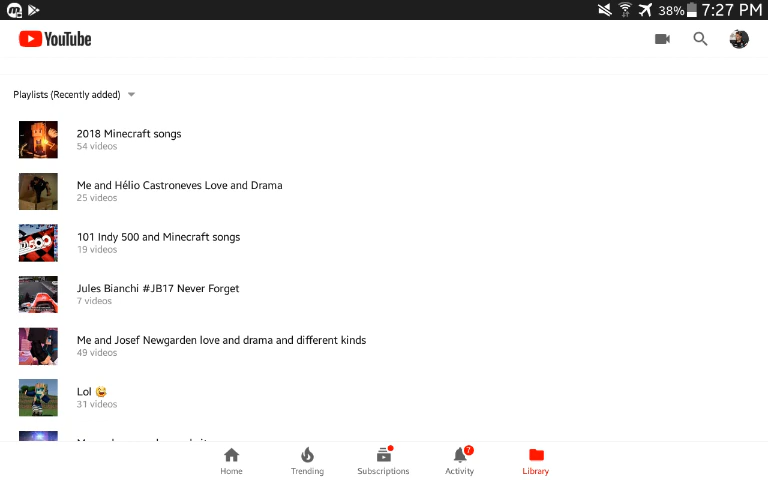 38% 7:27 PM
YouTube
Playlists (Recently added)
2018 Minecraft songs
54 videos
Me and Hélio Castroneves Love and Drama
25 videos
101 Indy 500 and Minecraft songs
19 videos
Jules Bianchi #JB17 Never Forget
7 videos
Me and Josef Newgarden love and drama and different kinds
49 videos
Lol 😅
31 videos
7
Home Trending Subscriptions Activity Library